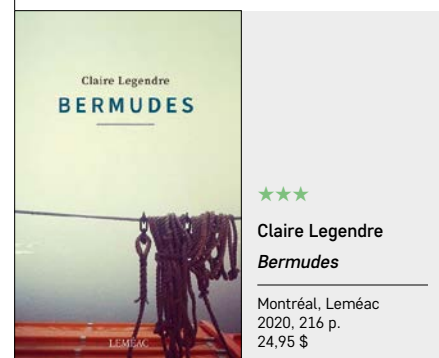 Claire Legendre
BERMUDES
LEMÉAC
★★★
Claire Legendre
Bermudes
Montréal, Leméac
2020, 216 p.
24,95 $